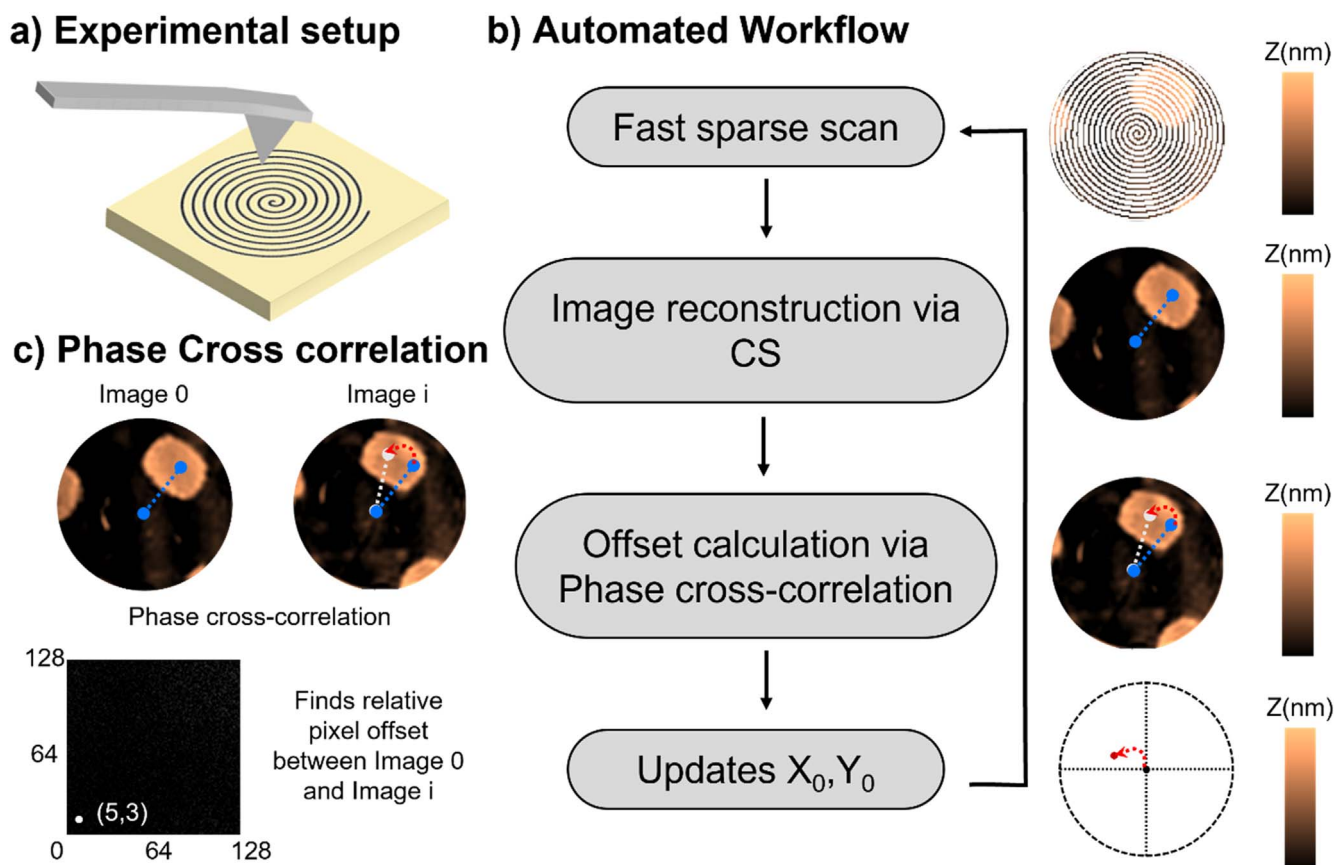 a) Experimental setup
b) Automated Workflow
Fast sparse scan
Image reconstruction via
CS
Offset calculation via
Phase cross-correlation
Updates X₀,Y₀
Z(nm)
Z(nm)
Z(nm)
Z(nm)
c) Phase Cross correlation
Image 0
Image i
Phase cross-correlation
128
64
(5,3)
0
64
128
Finds relative
pixel offset
between Image 0
and Image i